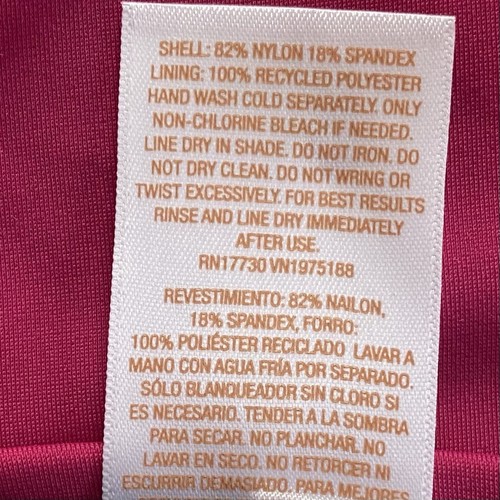 SHELL: 82% NYLON 18% SPANDEX
LINING: 100% RECYCLED POLYESTER
HAND WASH COLD SEPARATELY. ONLY
NON-CHLORINE BLEACH IF NEEDED.
LINE DRY IN SHADE. DO NOT IRON. DO
NOT DRY CLEAN. DO NOT WRING OR
TWIST EXCESSIVELY. FOR BEST RESULTS
RINSE AND LINE DRY IMMEDIATELY
AFTER USE.
RN17730 VN1975188
REVESTIMIENTO: 82% NAILON,
18% SPANDEX, FORRO:
100% POLIÉSTER RECICLADO LAVAR A
MANO CON AGUA FRÍA POR SEPARADO.
SÓLO BLANQUEADOR SIN CLORO SI
ES NECESARIO. TENDER A LA SOMBRA
PARA SECAR. NO PLANCHAR. NO
LAVAR EN SECO. NO RETORCER NI
ESCURRIR DEMASIADO. PARA MEJORES